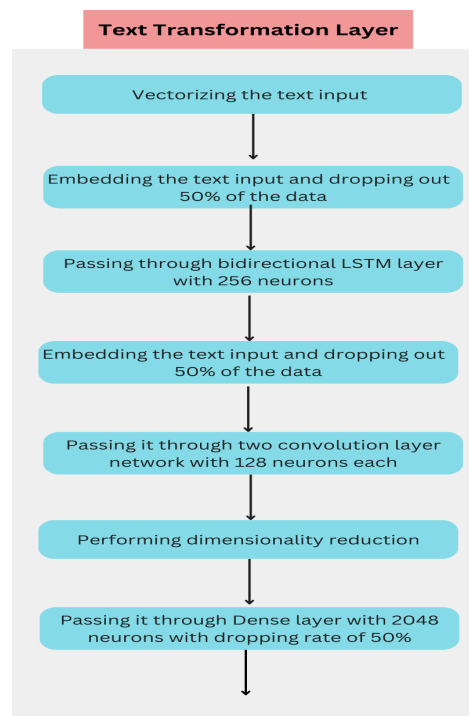 Text Transformation Layer
Vectorizing the text input
Embedding the text input and dropping out
50% of the data
Passing through bidirectional LSTM layer
with 256 neurons
Embedding the text input and dropping out
50% of the data
Passing it through two convolution layer
network with 128 neurons each
Performing dimensionality reduction
Passing it through Dense layer with 2048
neurons with dropping rate of 50%